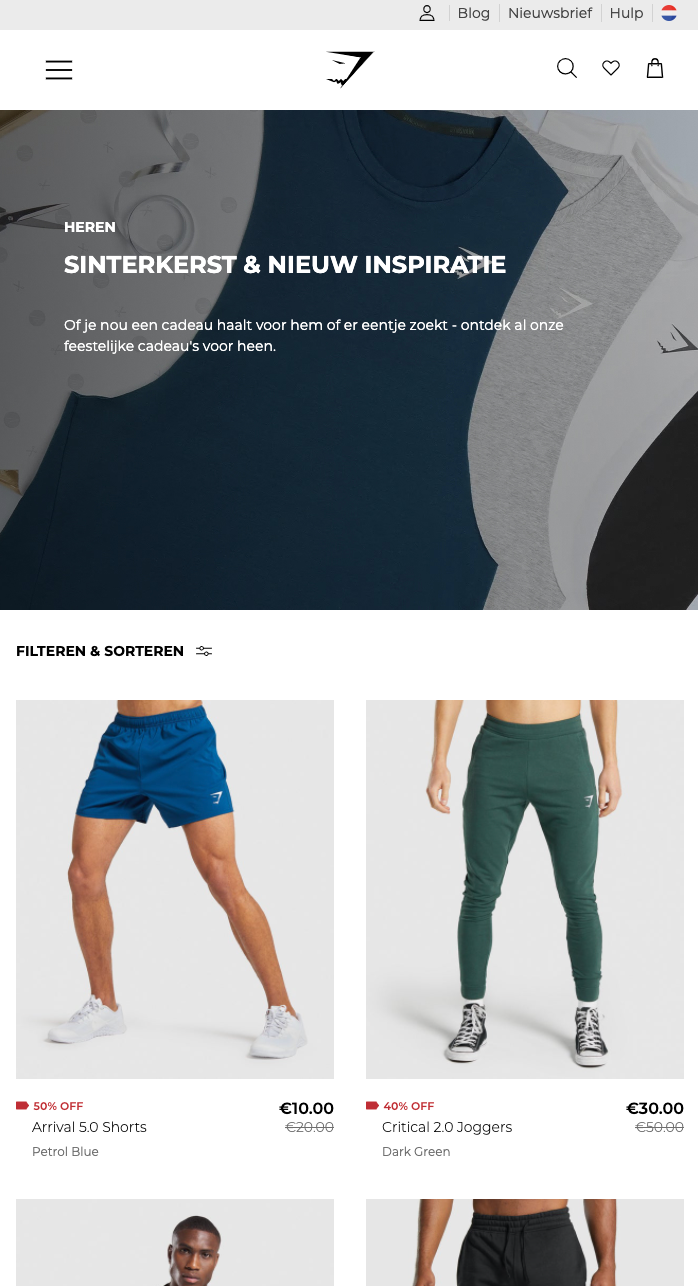 Blog
Nieuwsbrief
Hulp
HEREN
SINTERKERST & NIEUW INSPIRATIE
Of je nou een cadeau haalt voor hem of er eentje zoekt - ontdek al onze
feestelijke cadeau's voor heen.
FILTEREN & SORTEREN
50% OFF
€10.00
Arrival 5.0 Shorts
€20.00
Petrol Blue
40% OFF
€30.00
Critical 2.0 Joggers
€50.00
Dark Green